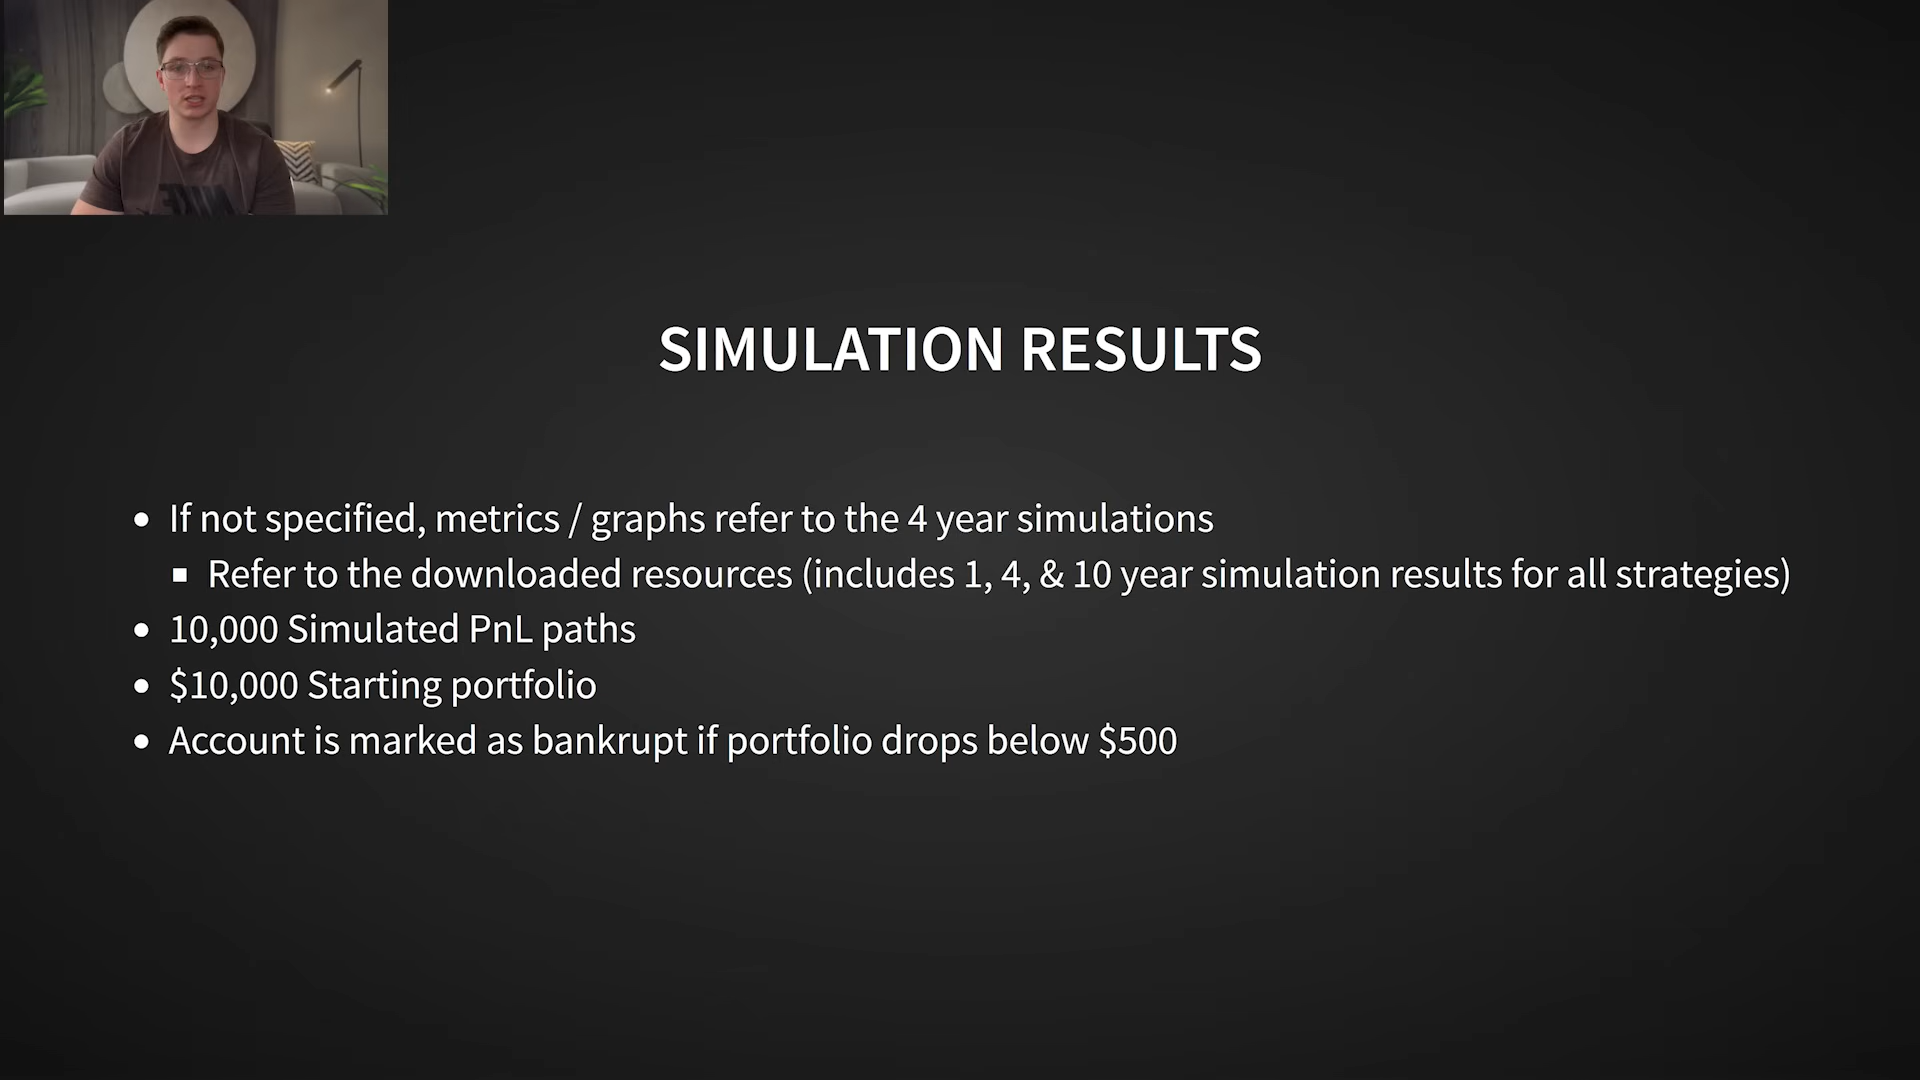 SIMULATION RESULTS
• If not specified, metrics / graphs refer to the 4 year simulations
▪ Refer to the downloaded resources (includes 1, 4, & 10 year simulation results for all strategies)
• 10,000 Simulated PnL paths
• $10,000 Starting portfolio
• Account is marked as bankrupt if portfolio drops below $500